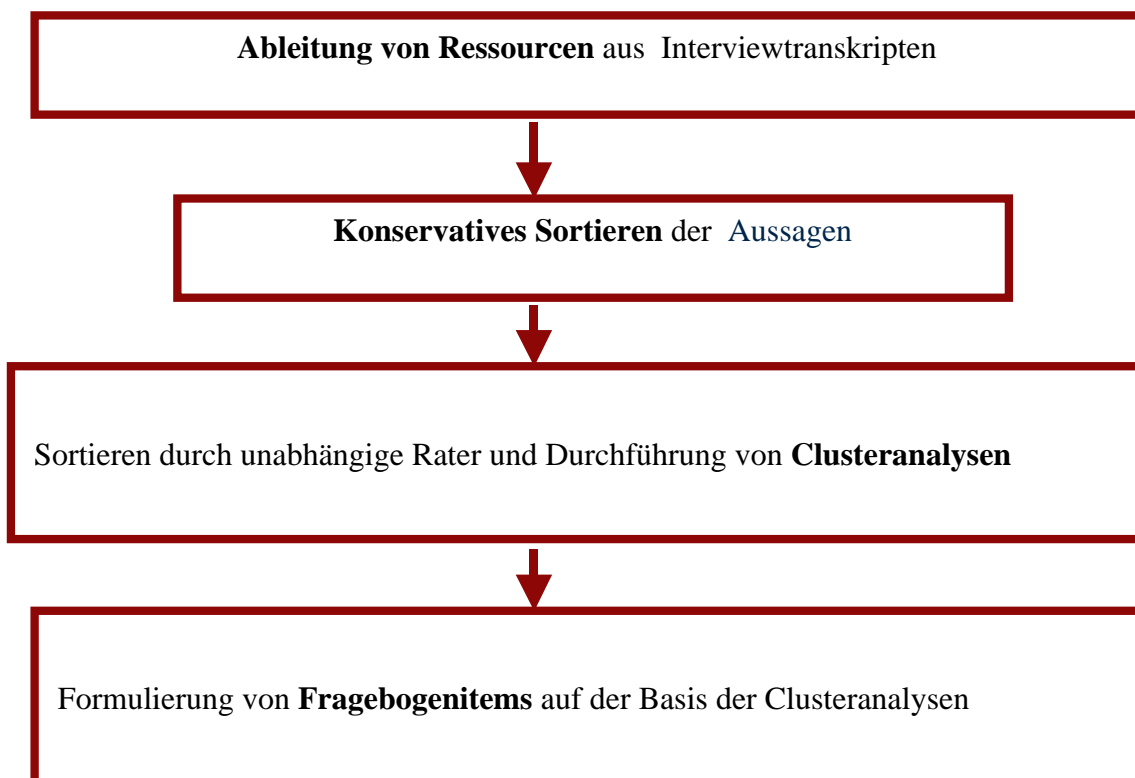 Ableitung von Ressourcen aus Interviewtranskripten
Konservatives Sortieren der Aussagen
Sortieren durch unabhängige Rater und Durchführung von Clusteranalysen
Formulierung von Fragebogenitems auf der Basis der Clusteranalysen